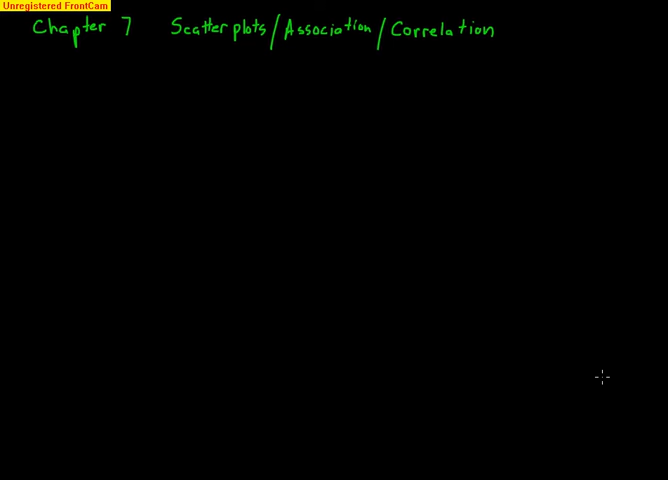 Unregistered FrontCam
Chapter 7 Scatterplots/Association/Correlation